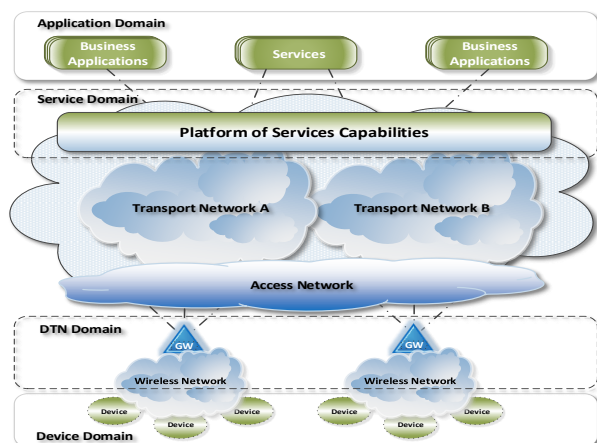 Application Domain
Business
Applications
Services
Business
Applications
Service Domain
Platform of Services Capabilities
Transport Network A
Transport Network B
Access Network
DTN Domain
GW
GW
Wireless Network
Wireless Network
Device
Device
Device
Device
Device
Device
Device Domain